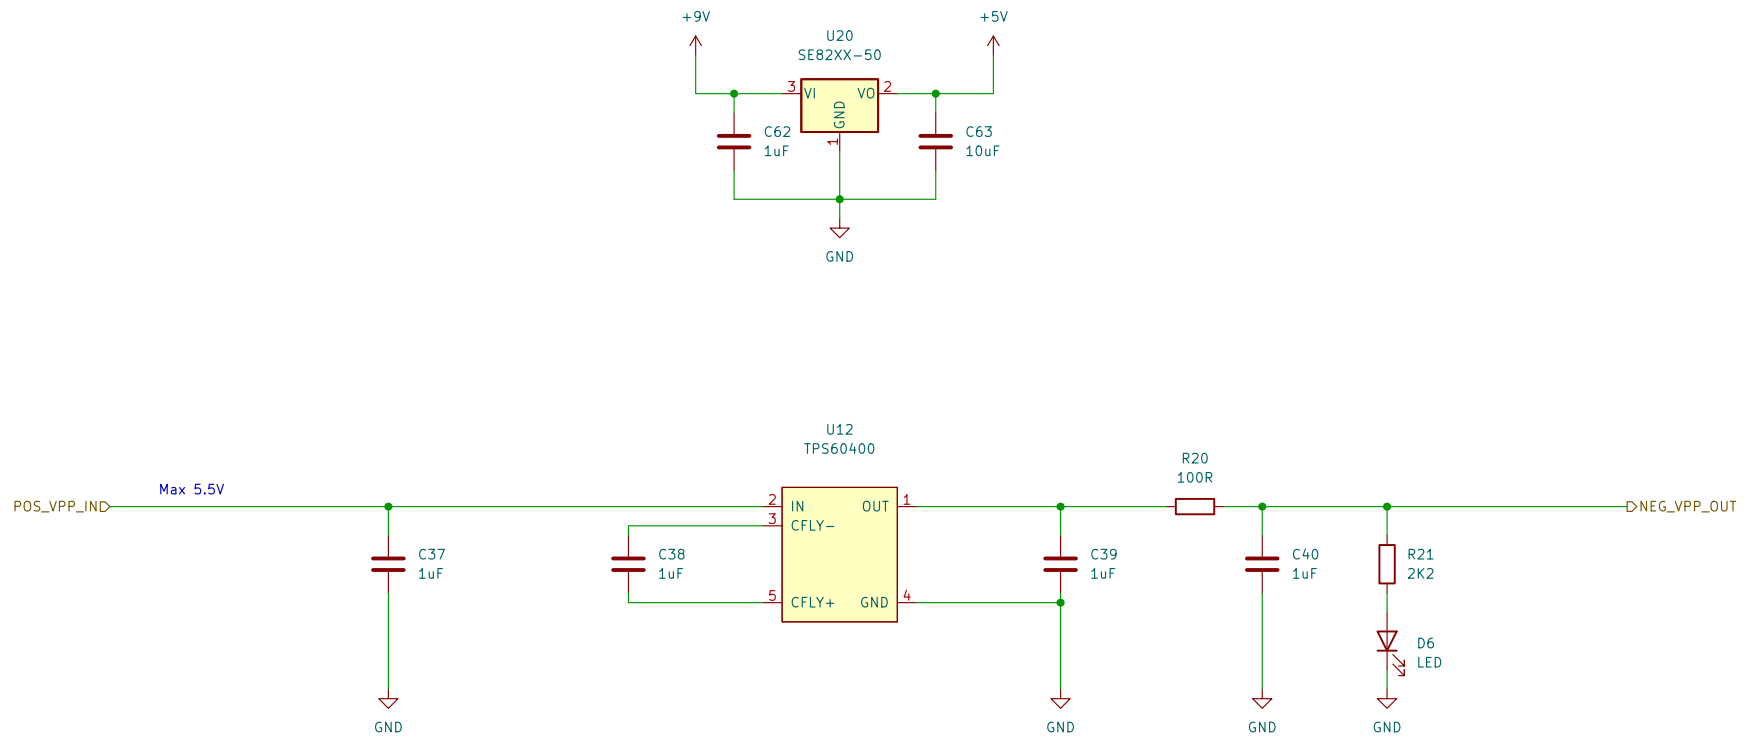 +9V
+5V
U20
SE82XX-50
3
VI
VO
2
GND
1
C62
1uF
C63
10uF
GND
U12
TPS60400
R20
100R
Max 5.5V
POS_VPP_IN
2
IN
OUT
1
NEG_VPP_OUT
3
CFLY-
C37
1uF
C38
1uF
C39
1uF
C40
1uF
R21
2K2
5
CFLY+
GND
4
D6
LED
GND
GND
GND
GND